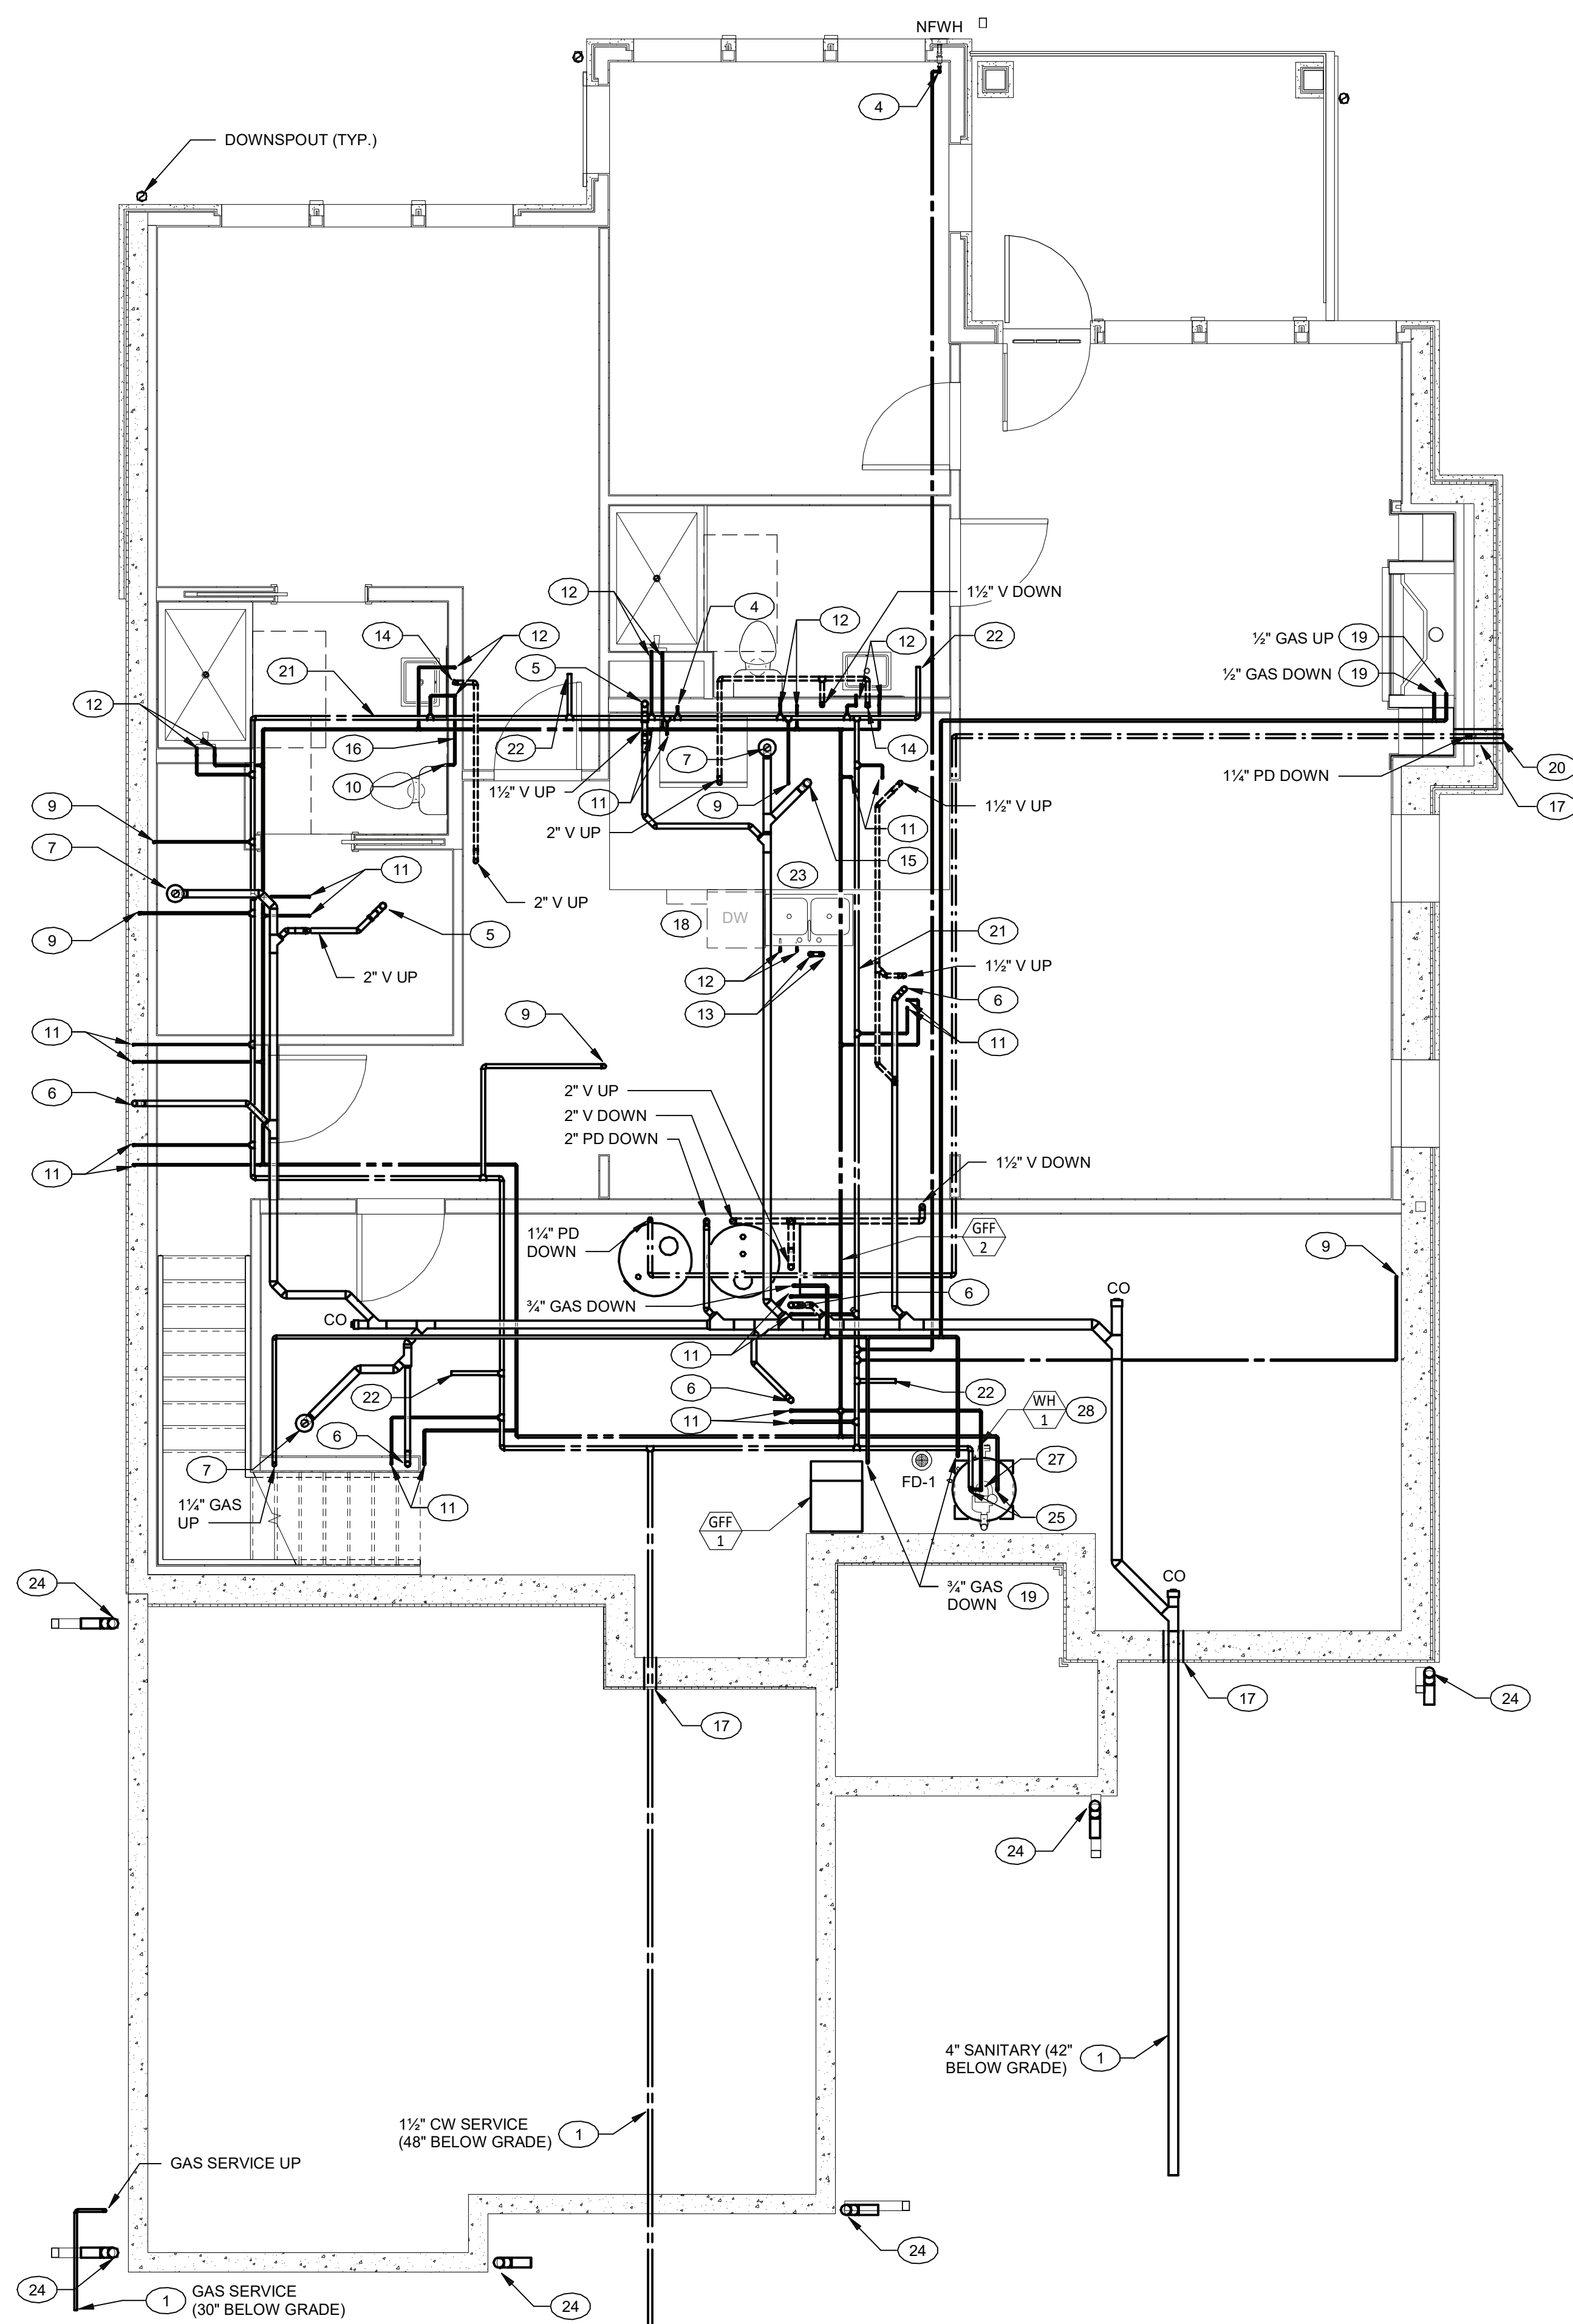 NFWH
4
DOWNSPOUT (TYP.)
12
4
1½" V DOWN
14
12
12
12
22
½" GAS UP
19
21
5
½" GAS DOWN
19
12
16
22
7
14
10
1½" V UP
11
9
1¼" PD DOWN
20
9
2" V UP
1½" V UP
17
11
7
11
15
23
2" V UP
18
DW
9
5
21
2" V UP
12
1½" V UP
13
6
9
11
11
2" V UP
6
2" V DOWN
2" PD DOWN
11
1½" V DOWN
1¼" PD
DOWN
GFF
2
9
¾" GAS DOWN
6
CO
CO
11
22
6
22
WH
1
28
6
11
7
FD-1
27
1¼" GAS
UP
11
GFF
1
25
24
¾" GAS
DOWN
19
CO
17
17
24
24
4" SANITARY (42"
BELOW GRADE)
1
1½" CW SERVICE
(48" BELOW GRADE)
1
GAS SERVICE UP
24
24
1
GAS SERVICE
(30" BELOW GRADE)
24